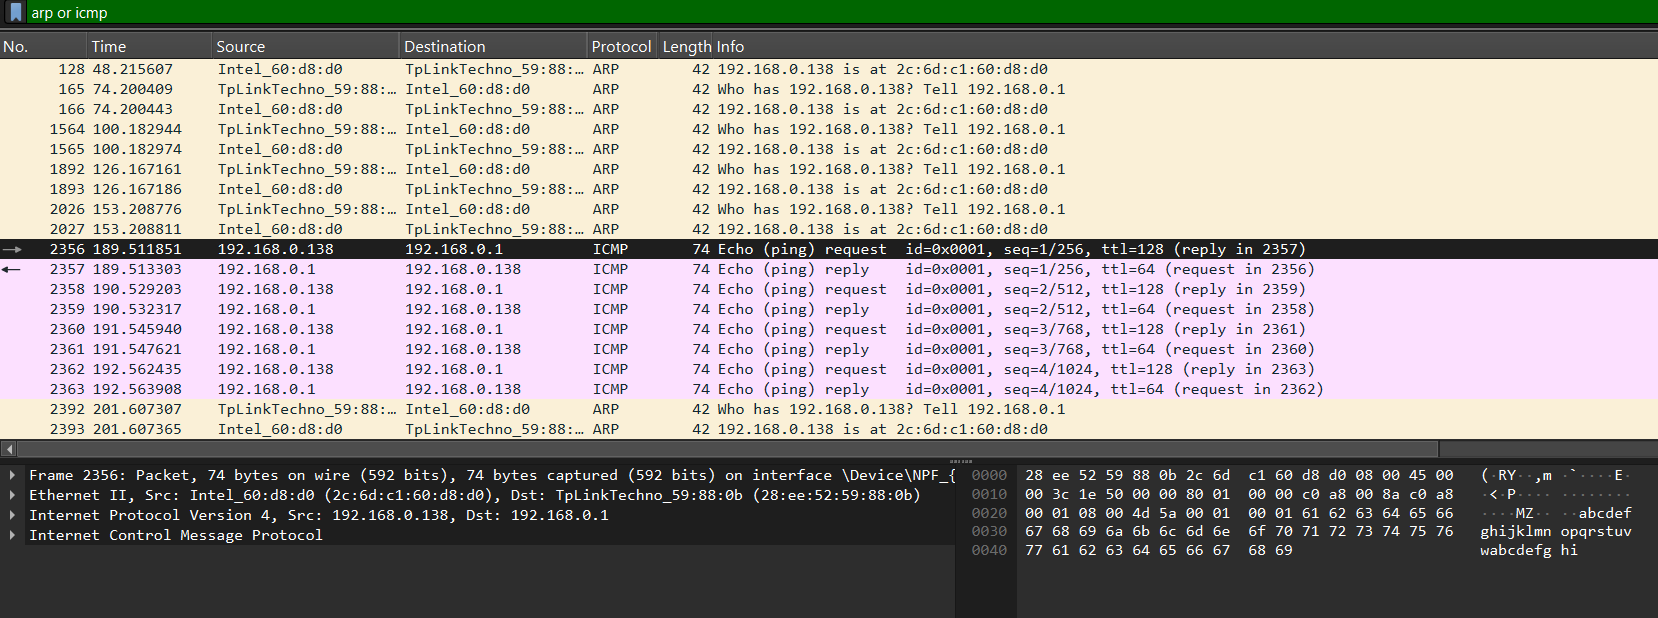 arp or icmp
No. Time Source Destination Protocol Length Info
128 48.215607 Intel_60:d8:d0 TpLinkTechno_59:88:… ARP 42 192.168.0.138 is at 2c:6d:c1:60:d8:d0
165 74.200409 TpLinkTechno_59:88:… Intel_60:d8:d0 ARP 42 Who has 192.168.0.138? Tell 192.168.0.1
166 74.200443 Intel_60:d8:d0 TpLinkTechno_59:88:… ARP 42 192.168.0.138 is at 2c:6d:c1:60:d8:d0
1564 100.182944 TpLinkTechno_59:88:… Intel_60:d8:d0 ARP 42 Who has 192.168.0.138? Tell 192.168.0.1
1565 100.182974 Intel_60:d8:d0 TpLinkTechno_59:88:… ARP 42 192.168.0.138 is at 2c:6d:c1:60:d8:d0
1892 126.167161 TpLinkTechno_59:88:… Intel_60:d8:d0 ARP 42 Who has 192.168.0.138? Tell 192.168.0.1
1893 126.167186 Intel_60:d8:d0 TpLinkTechno_59:88:… ARP 42 192.168.0.138 is at 2c:6d:c1:60:d8:d0
2026 153.208776 TpLinkTechno_59:88:… Intel_60:d8:d0 ARP 42 Who has 192.168.0.138? Tell 192.168.0.1
2027 153.208811 Intel_60:d8:d0 TpLinkTechno_59:88:… ARP 42 192.168.0.138 is at 2c:6d:c1:60:d8:d0
2356 189.511851 192.168.0.138 192.168.0.1 ICMP 74 Echo (ping) request id=0x0001, seq=1/256, ttl=128 (reply in 2357)
2357 189.513303 192.168.0.1 192.168.0.138 ICMP 74 Echo (ping) reply id=0x0001, seq=1/256, ttl=64 (request in 2356)
2358 190.529203 192.168.0.138 192.168.0.1 ICMP 74 Echo (ping) request id=0x0001, seq=2/512, ttl=128 (reply in 2359)
2359 190.532317 192.168.0.1 192.168.0.138 ICMP 74 Echo (ping) reply id=0x0001, seq=2/512, ttl=64 (request in 2358)
2360 191.545940 192.168.0.138 192.168.0.1 ICMP 74 Echo (ping) request id=0x0001, seq=3/768, ttl=128 (reply in 2361)
2361 191.547621 192.168.0.1 192.168.0.138 ICMP 74 Echo (ping) reply id=0x0001, seq=3/768, ttl=64 (request in 2360)
2362 192.562435 192.168.0.138 192.168.0.1 ICMP 74 Echo (ping) request id=0x0001, seq=4/1024, ttl=128 (reply in 2363)
2363 192.563908 192.168.0.1 192.168.0.138 ICMP 74 Echo (ping) reply id=0x0001, seq=4/1024, ttl=64 (request in 2362)
2392 201.607307 TpLinkTechno_59:88:… Intel_60:d8:d0 ARP 42 Who has 192.168.0.138? Tell 192.168.0.1
2393 201.607365 Intel_60:d8:d0 TpLinkTechno_59:88:… ARP 42 192.168.0.138 is at 2c:6d:c1:60:d8:d0
Frame 2356: Packet, 74 bytes on wire (592 bits), 74 bytes captured (592 bits) on interface \Device\NPF_{
Ethernet II, Src: Intel_60:d8:d0 (2c:6d:c1:60:d8:d0), Dst: TpLinkTechno_59:88:0b (28:ee:52:59:88:0b)
Internet Protocol Version 4, Src: 192.168.0.138, Dst: 192.168.0.1
Internet Control Message Protocol
0000 28 ee 52 59 88 0b 2c 6d c1 60 d8 d0 08 00 45 00 (·RY··,m ·`····E·
0010 00 3c 1e 50 00 00 80 01 00 00 c0 a8 00 8a c0 a8 ·<·P···· ········
0020 00 01 08 00 4d 5a 00 01 00 01 61 62 63 64 65 66 ····MZ·· ··abcdef
0030 67 68 69 6a 6b 6c 6d 6e 6f 70 71 72 73 74 75 76 ghijklmn opqrstuv
0040 77 61 62 63 64 65 66 67 68 69 wabcdefg hi